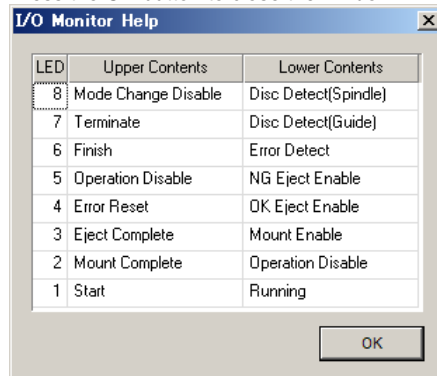 I/O Monitor Help
LED Upper Contents Lower Contents
8 Mode Change Disable Disc Detect(Spindle)
7 Terminate Disc Detect(Guide)
6 Finish Error Detect
5 Operation Disable NG Eject Enable
4 Error Reset OK Eject Enable
3 Eject Complete Mount Enable
2 Mount Complete Operation Disable
1 Start Running
OK